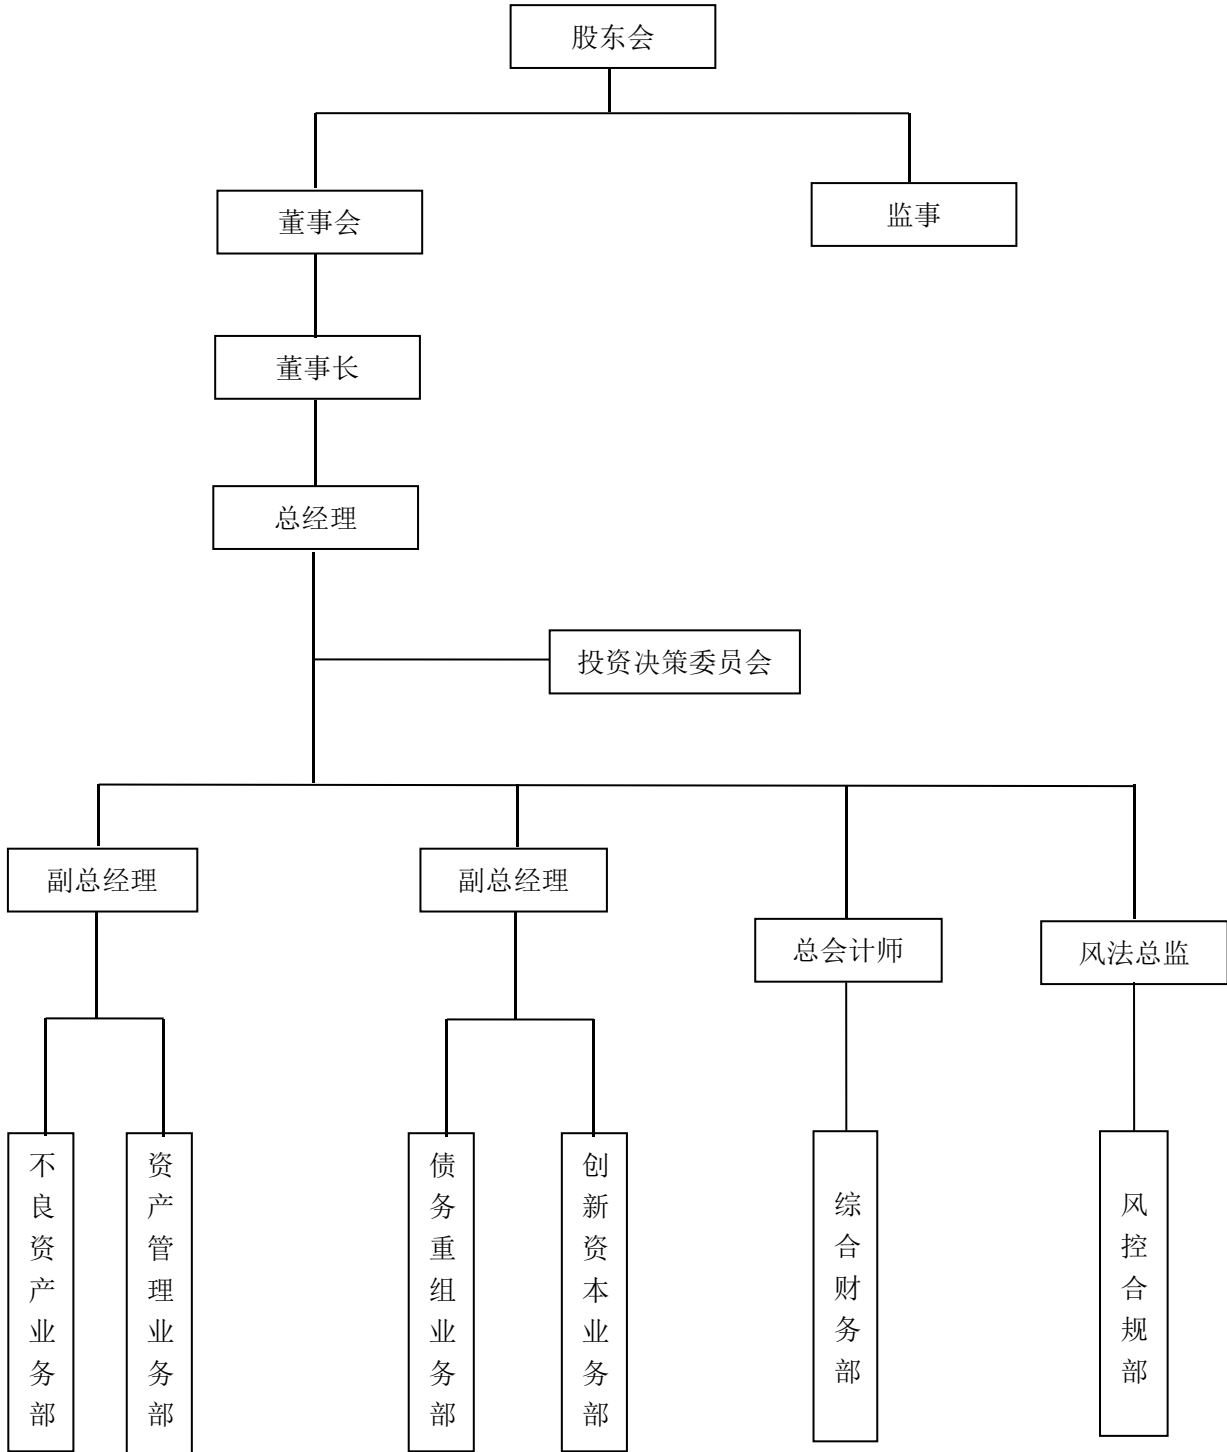 股东会
董事会
监事
董事长
总经理
投资决策委员会
副总经理
副总经理
总会计师
风法总监
不良资产业务部
资产管理业务部
债务重组业务部
创新资本业务部
综合财务部
风控合规部